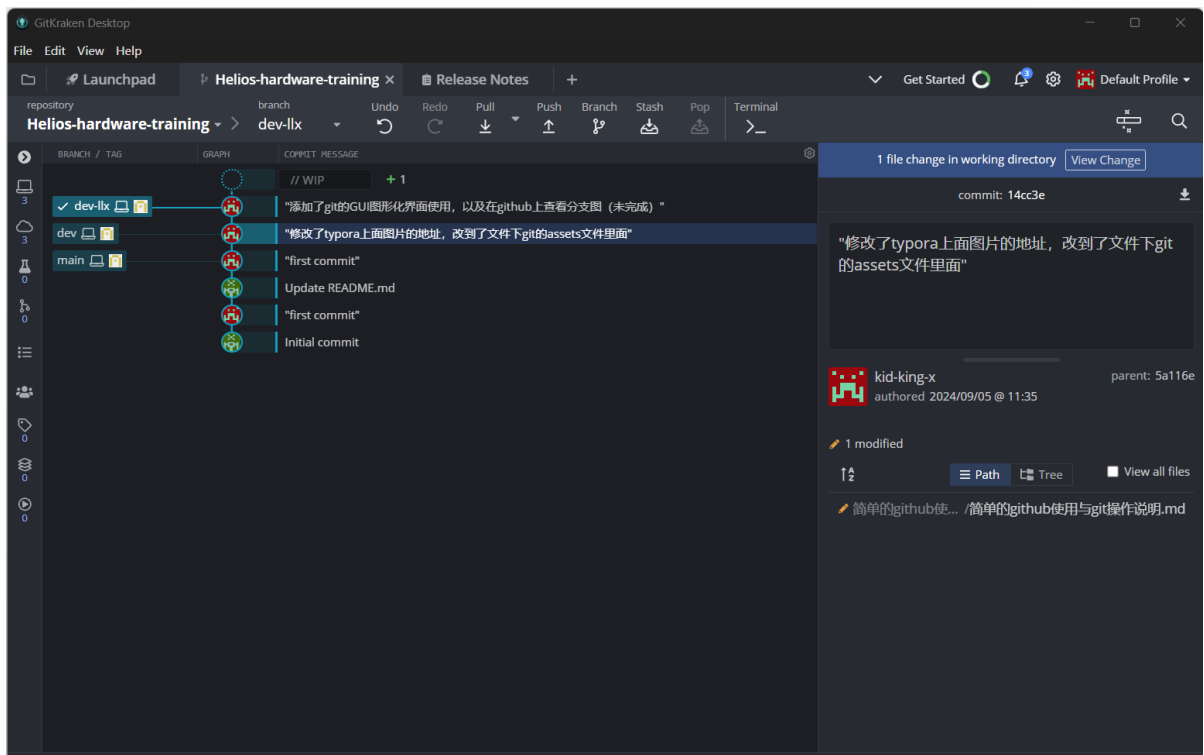 GitKraken Desktop
File Edit View Help
Launchpad Helios-hardware-training Release Notes Get Started 3 Default Profile
repository branch Undo Redo Pull Push Branch Stash Pop Terminal
Helios-hardware-training dev-llx
BRANCH / TAG GRAPH COMMIT MESSAGE
// WIP + 1
dev-llx "添加了git的GUI图形化界面使用，以及在github上查看分支图（未完成）"
dev "修改了typora上面图片的地址，改到了文件下git的assets文件里面"
main "first commit"
Update README.md
"first commit"
Initial commit
3
3
0
0
0
0
0
1 file change in working directory View Change
commit: 14cc3e
"修改了typora上面图片的地址，改到了文件下git
的assets文件里面"
kid-king-x parent: 5a116e
authored 2024/09/05 @ 11:35
1 modified
A Z Path Tree View all files
简单的github使... /简单的github使用与git操作说明.md